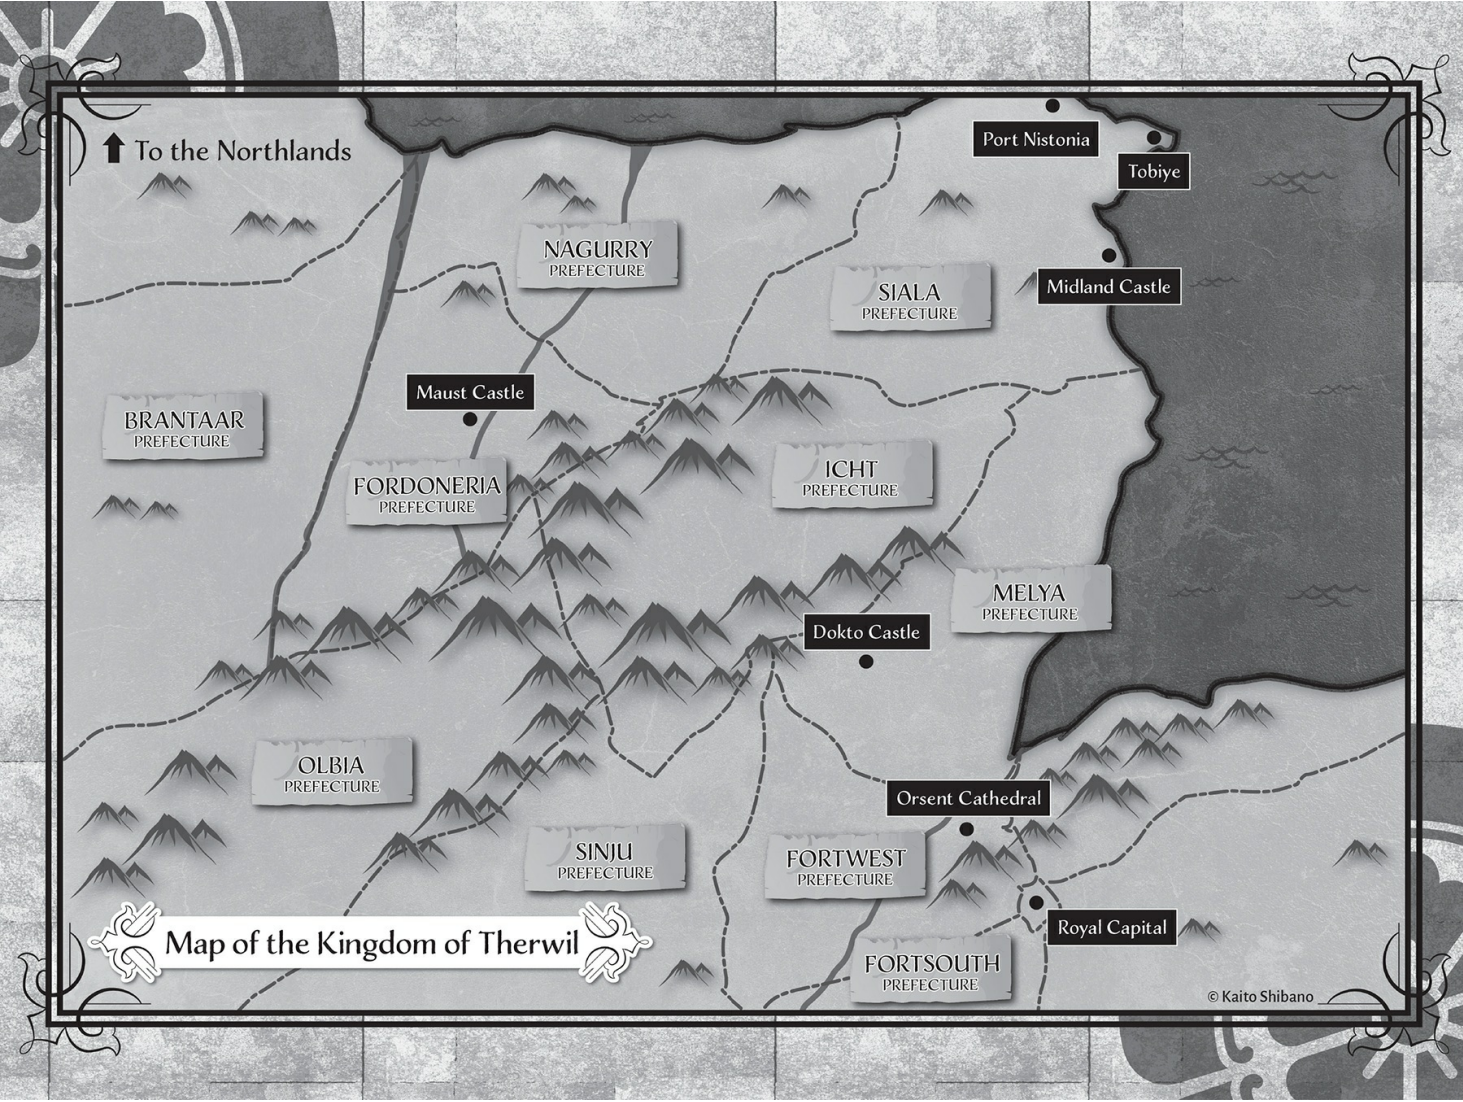 To the Northlands
Port Nistonia
Tobiye
NAGURRY
PREFECTURE
SIALA
PREFECTURE
Midland Castle
Maust Castle
BRANTAAR
PREFECTURE
FORDONERIA
PREFECTURE
ICHT
PREFECTURE
MELYA
PREFECTURE
Dokto Castle
OLBIA
PREFECTURE
Orsent Cathedral
SINJU
PREFECTURE
FORTWEST
PREFECTURE
Royal Capital
Map of the Kingdom of Therwil
FORTSOUTH
PREFECTURE
© Kaito Shibano